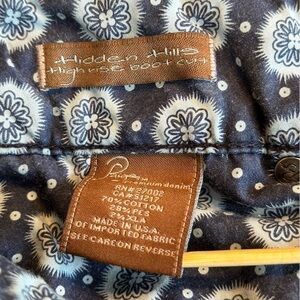 Hidden Hills
High rise boot cut
premium denim
RN#27002
CA#51217
70%COTTON
28% PES
2% XLA
MADE IN U.S.A.
OF IMPORTED FABRIC
SEE CARE ON REVERSE